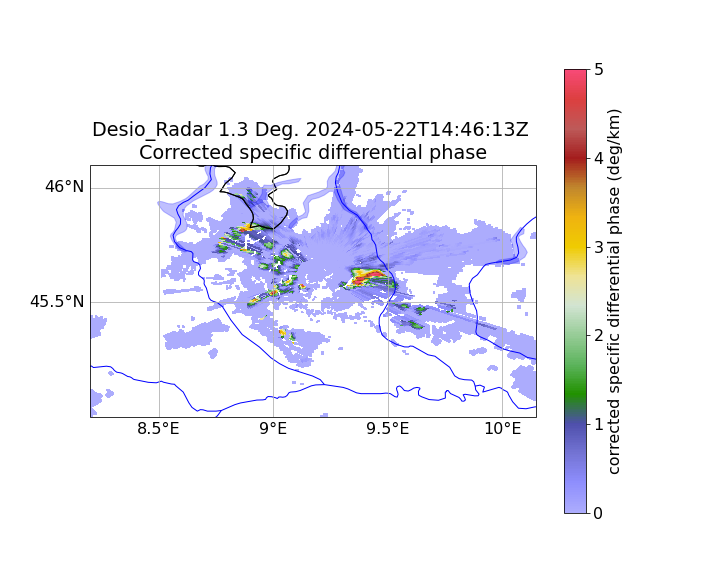 Desio_Radar 1.3 Deg. 2024-05-22T14:46:13Z
Corrected specific differential phase
46°N
45.5°N
8.5°E
9°E
9.5°E
10°E
5
4
3
2
1
0
corrected specific differential phase (deg/km)